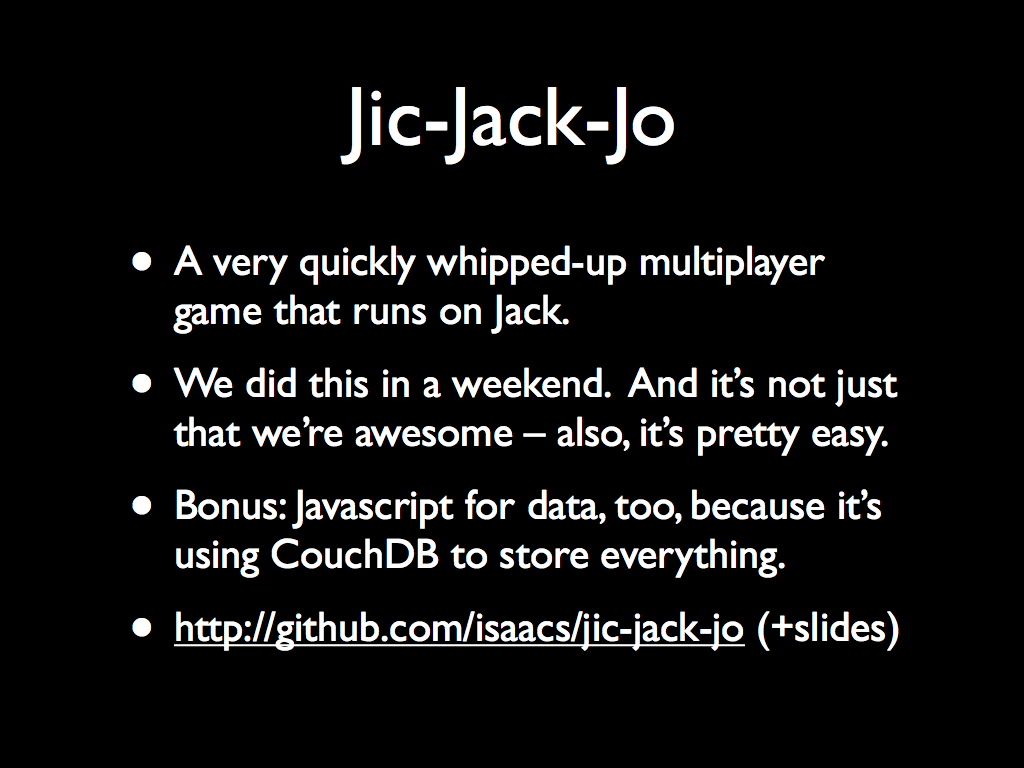 Jic-Jack-Jo
• A very quickly whipped-up multiplayer
game that runs on Jack.
• We did this in a weekend.  And it’s not just
that we’re awesome – also, it’s pretty easy.
• Bonus: Javascript for data, too, because it’s
using CouchDB to store everything.
• http://github.com/isaacs/jic-jack-jo (+slides)